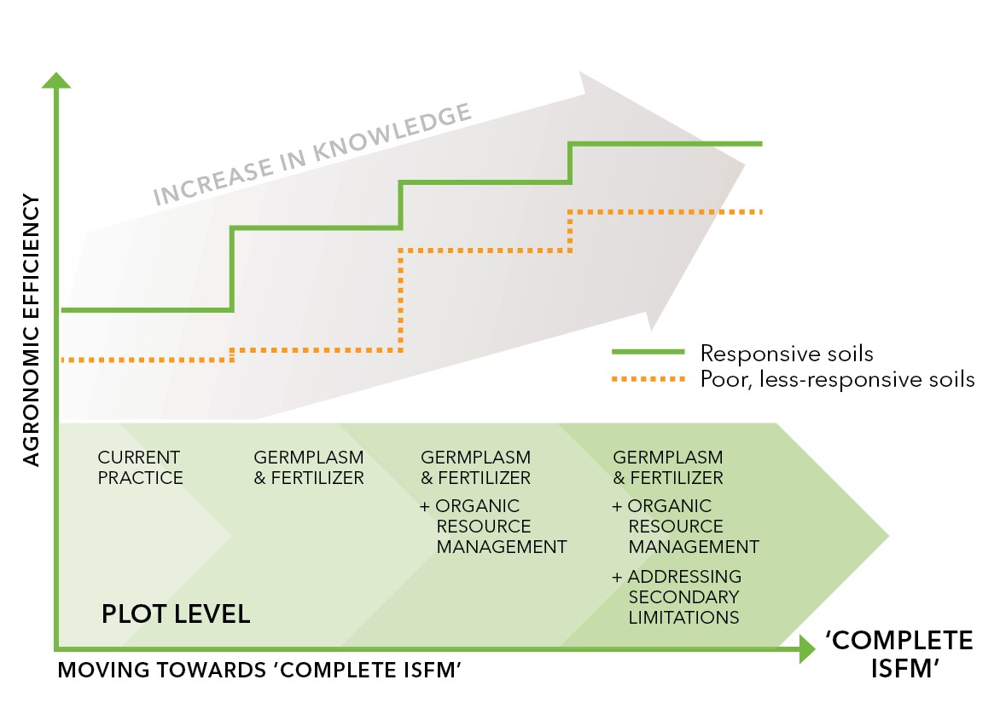 INCREASE IN KNOWLEDGE
AGRONOMIC EFFICIENCY
Responsive soils
Poor, less-responsive soils
CURRENT
PRACTICE
GERMPLASM
& FERTILIZER
GERMPLASM
& FERTILIZER
+ ORGANIC
RESOURCE
MANAGEMENT
GERMPLASM
& FERTILIZER
+ ORGANIC
RESOURCE
MANAGEMENT
+ ADDRESSING
SECONDARY
LIMITATIONS
PLOT LEVEL
MOVING TOWARDS ‘COMPLETE ISFM’
‘COMPLETE
ISFM’